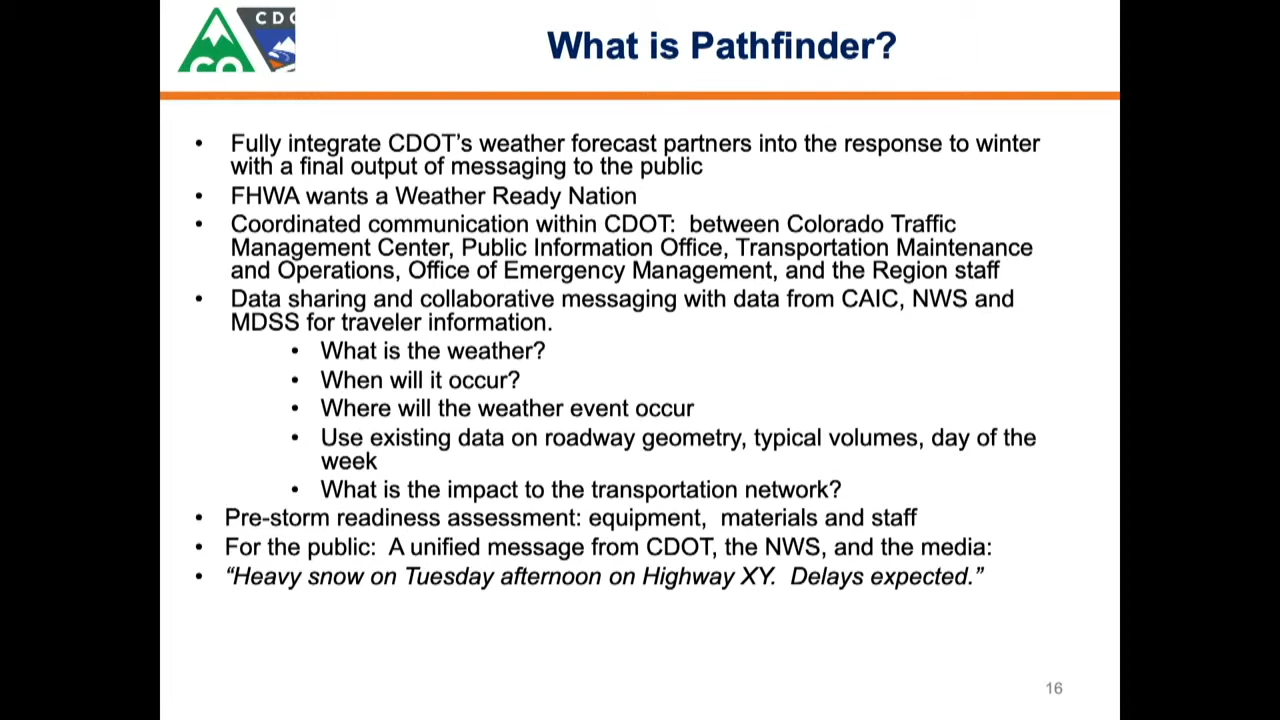 CDO
CO
What is Pathfinder?
• Fully integrate CDOT’s weather forecast partners into the response to winter
with a final output of messaging to the public
• FHWA wants a Weather Ready Nation
• Coordinated communication within CDOT:  between Colorado Traffic
Management Center, Public Information Office, Transportation Maintenance
and Operations, Office of Emergency Management, and the Region staff
• Data sharing and collaborative messaging with data from CAIC, NWS and
MDSS for traveler information.
• What is the weather?
• When will it occur?
• Where will the weather event occur
• Use existing data on roadway geometry, typical volumes, day of the
week
• What is the impact to the transportation network?
• Pre-storm readiness assessment: equipment,  materials and staff
• For the public:  A unified message from CDOT, the NWS, and the media:
• “Heavy snow on Tuesday afternoon on Highway XY.  Delays expected.”
16